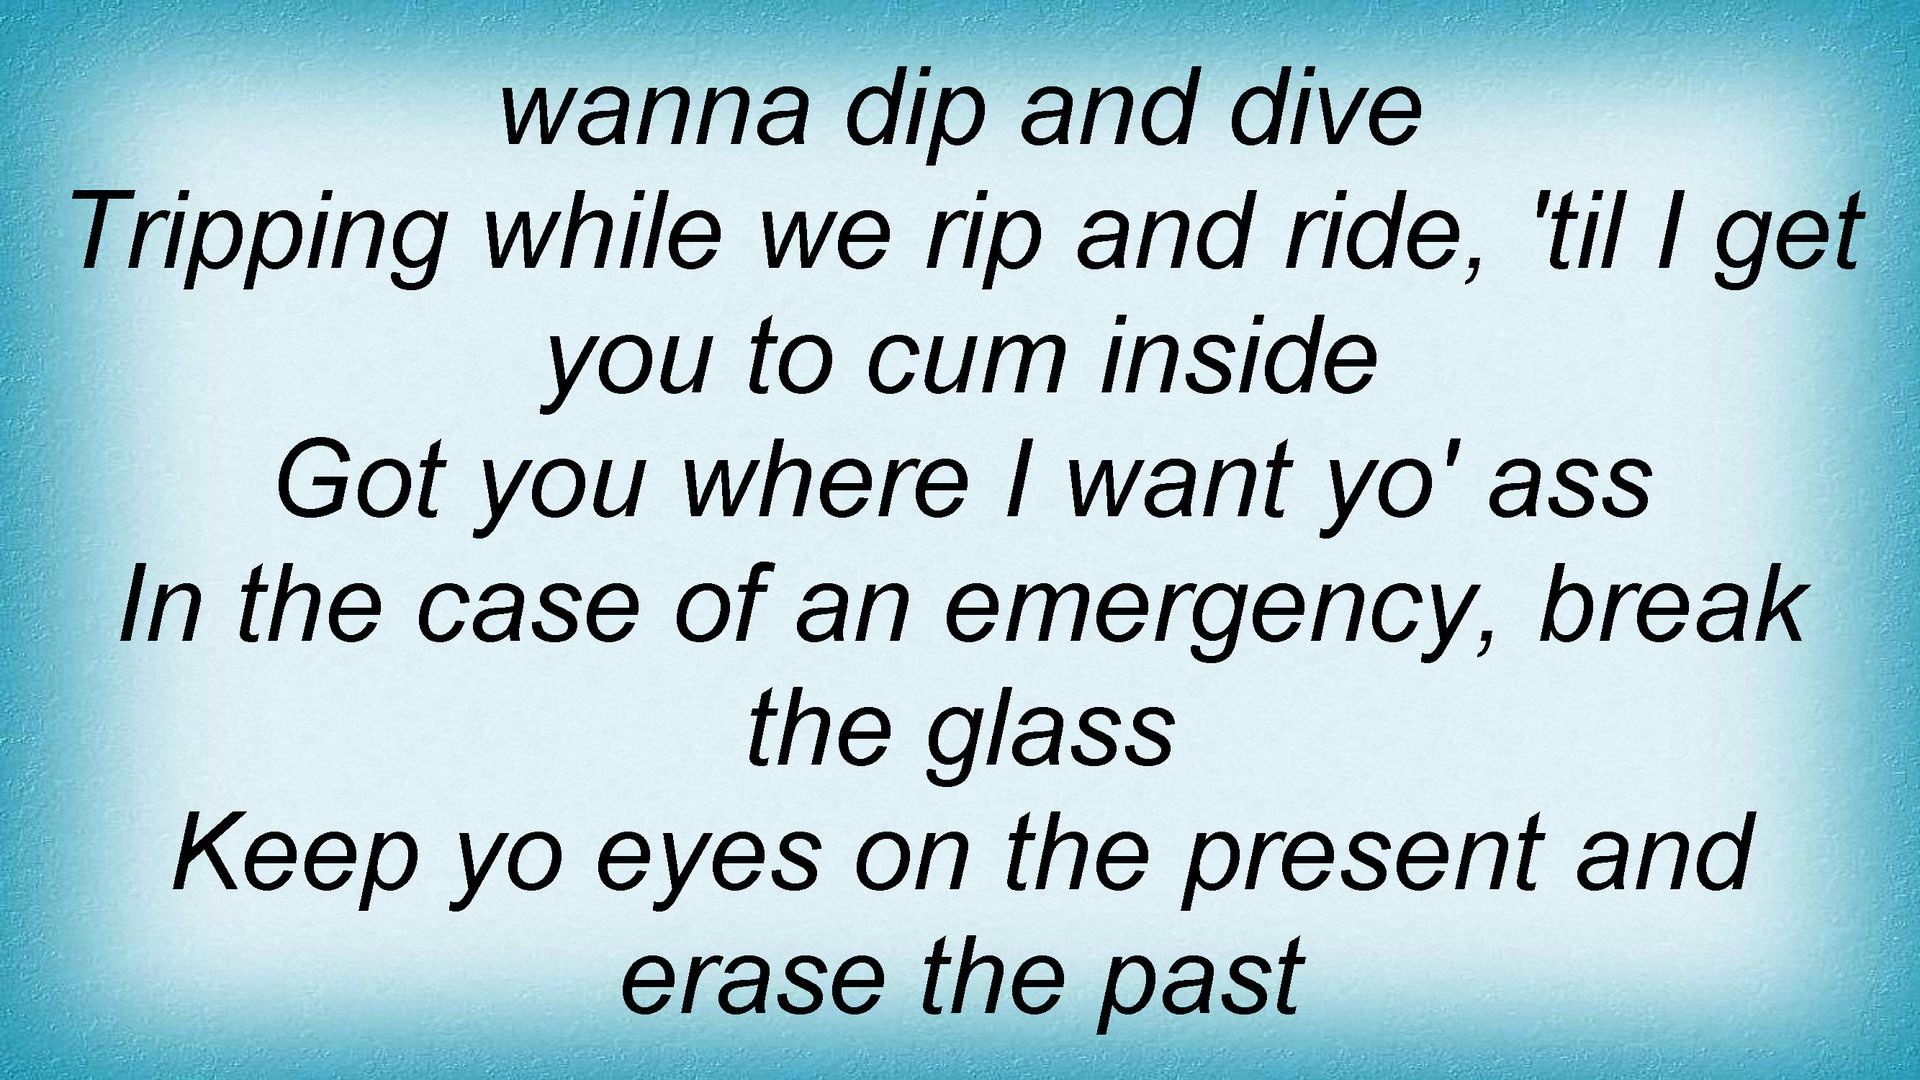 wanna dip and dive
Tripping while we rip and ride, 'til I get
you to cum inside
Got you where I want yo' ass
In the case of an emergency, break
the glass
Keep yo eyes on the present and
erase the past